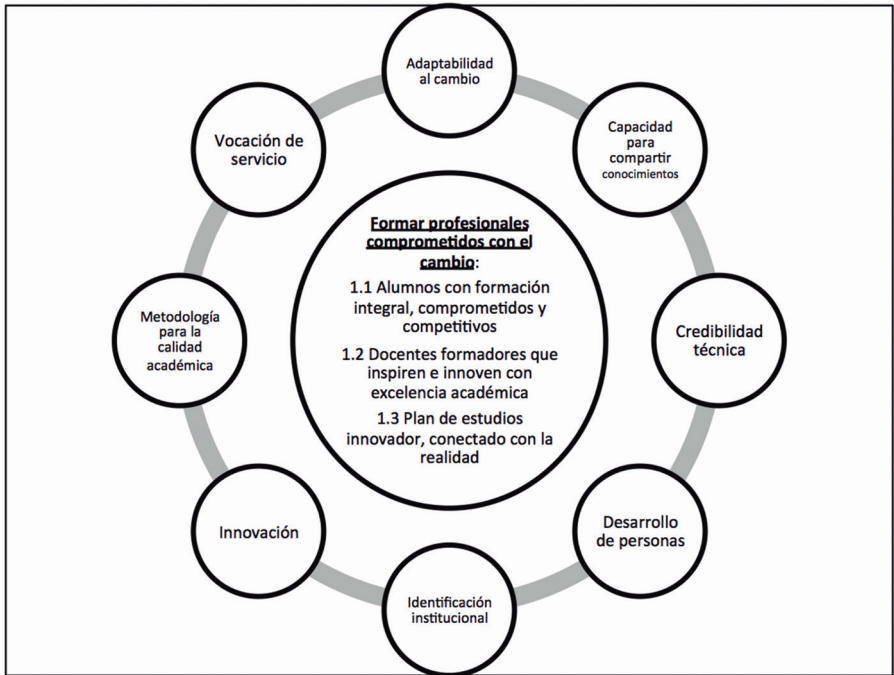 Adaptabilidad
al cambio
Capacidad
para
compartir
conocimientos
Credibilidad
técnica
Desarrollo
de personas
Identificación
institucional
Innovación
Metodología
para la
calidad
académica
Vocación de
servicio
Formar profesionales
comprometidos con el
cambio:
1.1 Alumnos con formación
integral, comprometidos y
competitivos
1.2 Docentes formadores que
inspiren e innoven con
excelencia académica
1.3 Plan de estudios
innovador, conectado con la
realidad